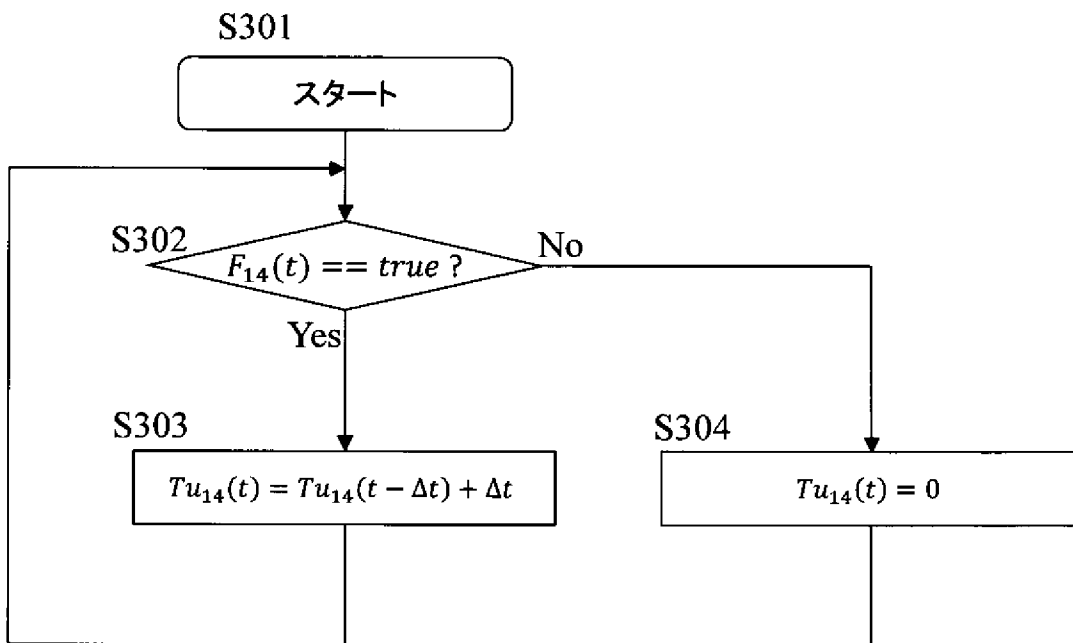 S301
スタート
S302
F₁₄(t) == true ?
No
Yes
S303
Tu₁₄(t) = Tu₁₄(t − Δt) + Δt
S304
Tu₁₄(t) = 0